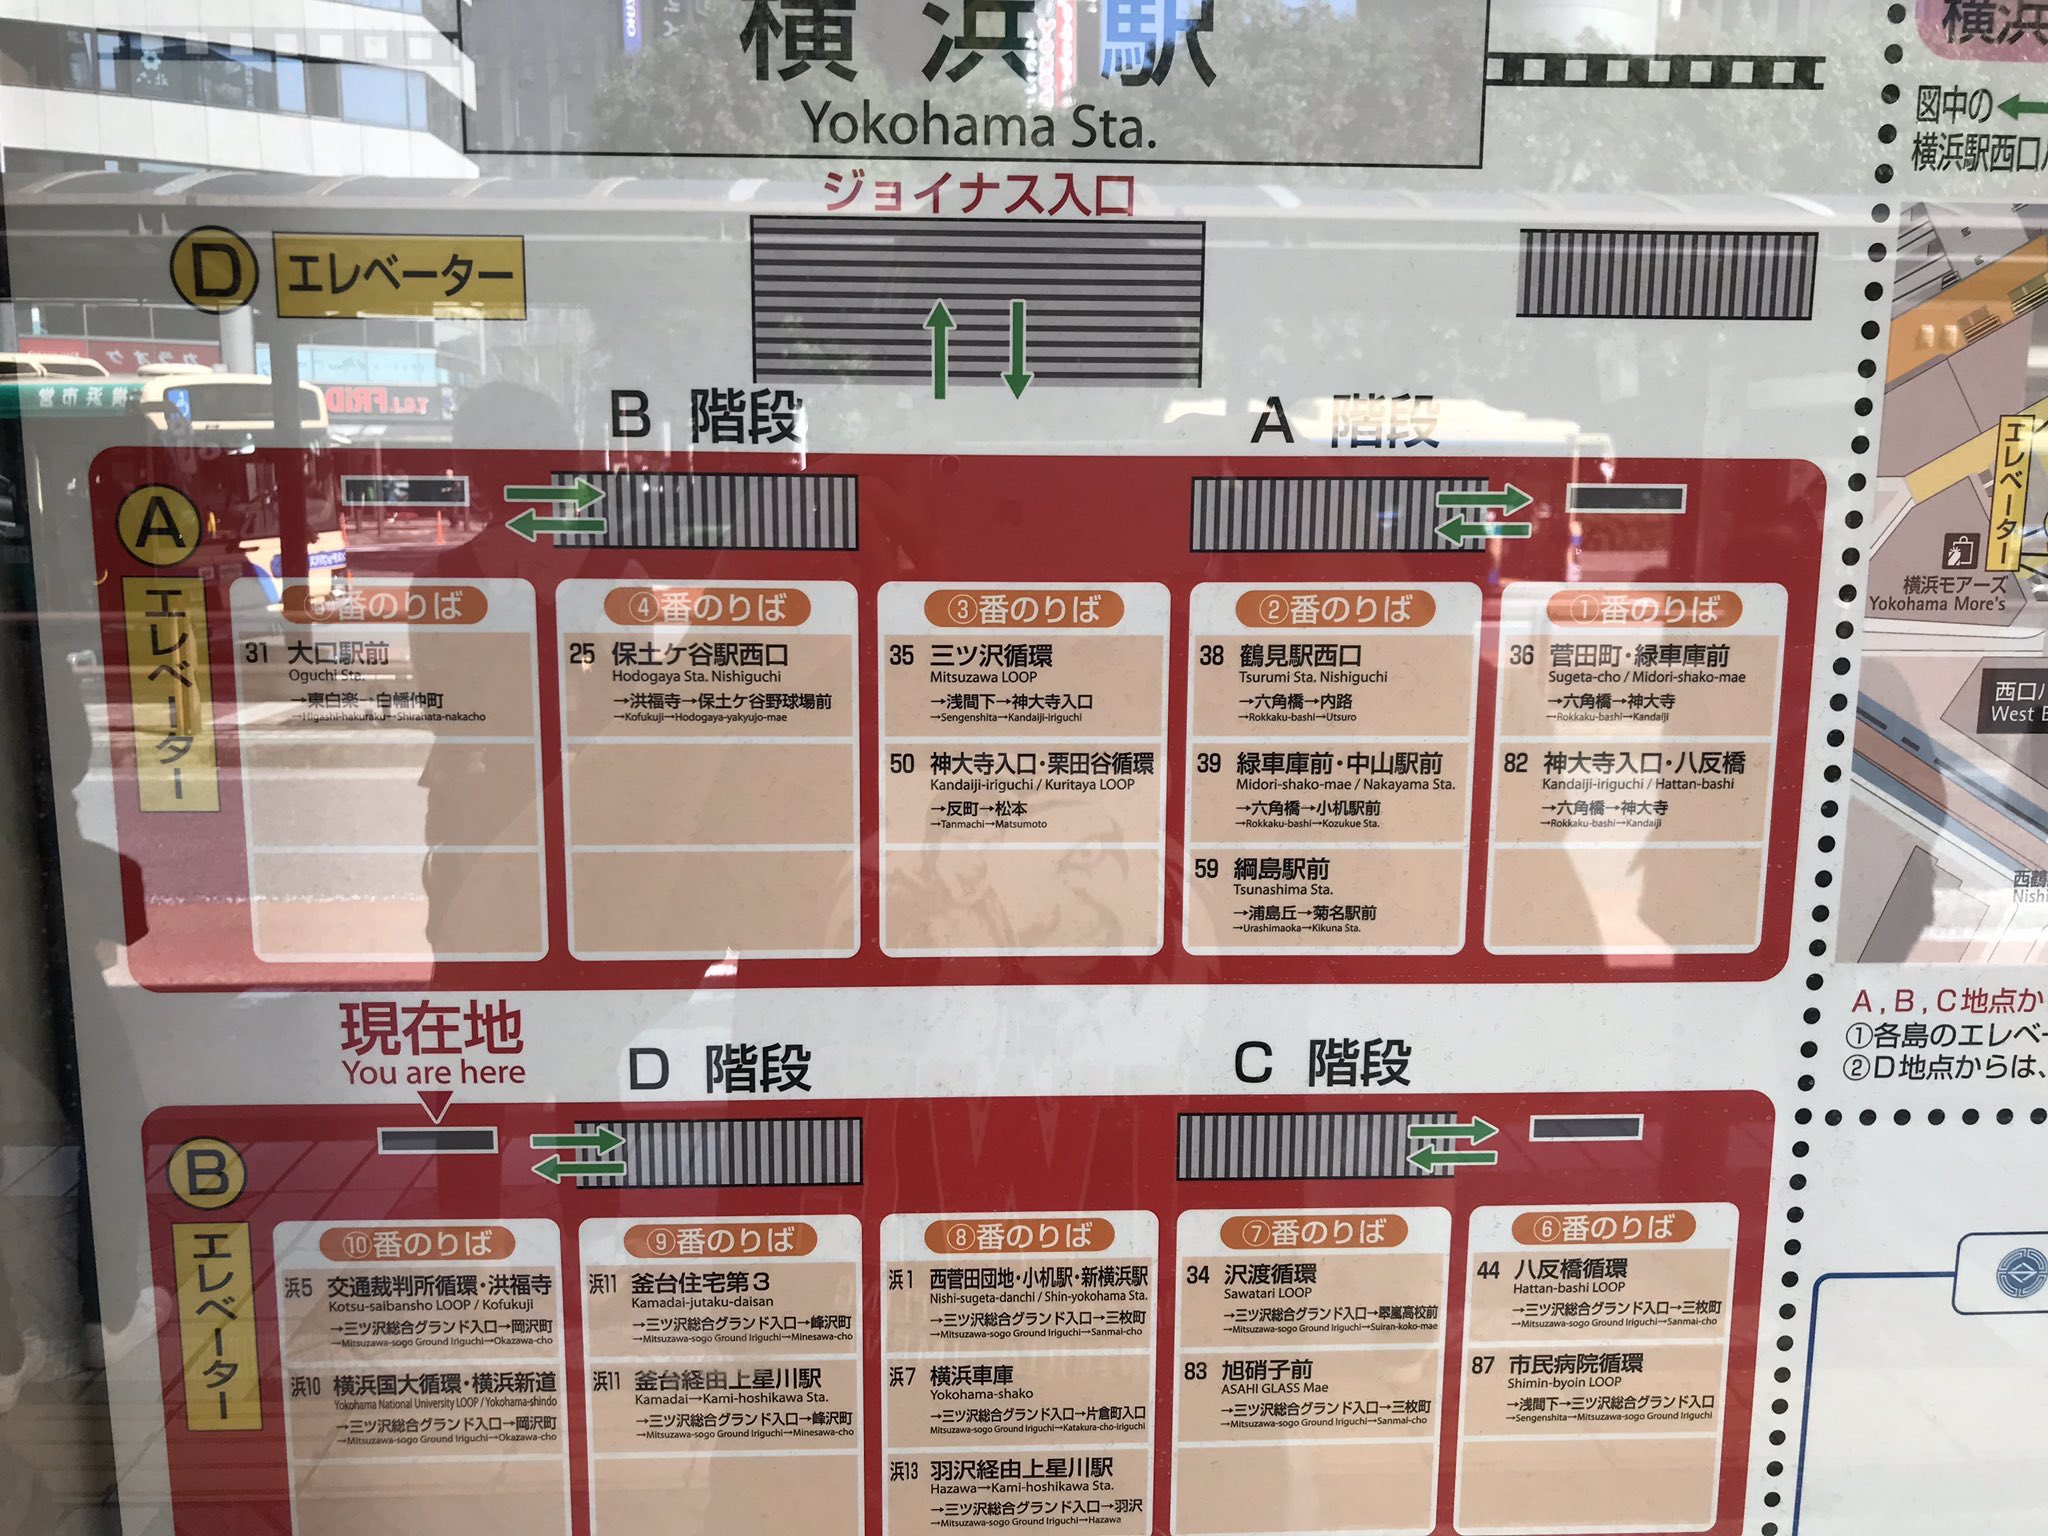 横浜駅
Yokohama Sta.
ジョイナス入口
D エレベーター
B 階段
A 階段
A
エレベーター
⑤番のりば
31 大口駅前
Oguchi Sta.
→東白楽→白幡仲町
→Higashi-hakuraku→Shirahata-nakacho
④番のりば
25 保土ケ谷駅西口
Hodogaya Sta. Nishiguchi
→洪福寺→保土ケ谷野球場前
→Kofukuji→Hodogaya-yakyujo-mae
③番のりば
35 三ツ沢循環
Mitsuzawa LOOP
→浅間下→神大寺入口
→Sengenshita→Kandaiji-iriguchi
50 神大寺入口・栗田谷循環
Kandaiji-iriguchi / Kuritaya LOOP
→反町→松本
→Tanmachi→Matsumoto
②番のりば
38 鶴見駅西口
Tsurumi Sta. Nishiguchi
→六角橋→内路
→Rokkaku-bashi→Utsuro
39 緑車庫前・中山駅前
Midori-shako-mae / Nakayama Sta.
→六角橋→小机駅前
→Rokkaku-bashi→Kozukue Sta.
59 綱島駅前
Tsunashima Sta.
→浦島丘→菊名駅前
→Urashimaoka→Kikuna Sta.
①番のりば
36 菅田町・緑車庫前
Sugeta-cho / Midori-shako-mae
→六角橋→神大寺
→Rokkaku-bashi→Kandaiji
82 神大寺入口・八反橋
Kandaiji-iriguchi / Hattan-bashi
→六角橋→神大寺
→Rokkaku-bashi→Kandaiji
現在地
You are here
D 階段
C 階段
B
エレベーター
⑩番のりば
浜5 交通裁判所循環・洪福寺
Kotsu-saibansho LOOP / Kofukuji
→三ツ沢総合グランド入口→岡沢町
→Mitsuzawa-sogo Ground Iriguchi→Okazawa-cho
浜10 横浜国大循環・横浜新道
Yokohama National University LOOP / Yokohama-shindo
→三ツ沢総合グランド入口→岡沢町
→Mitsuzawa-sogo Ground Iriguchi→Okazawa-cho
⑨番のりば
浜11 釜台住宅第3
Kamadai-jutaku-daisan
→三ツ沢総合グランド入口→峰沢町
→Mitsuzawa-sogo Ground Iriguchi→Minesawa-cho
浜11 釜台経由上星川駅
Kamadai→Kami-hoshikawa Sta.
→三ツ沢総合グランド入口→峰沢町
→Mitsuzawa-sogo Ground Iriguchi→Minesawa-cho
⑧番のりば
浜1 西菅田団地・小机駅・新横浜駅
Nishi-sugeta-danchi / Shin-yokohama Sta.
→三ツ沢総合グランド入口→三枚町
→Mitsuzawa-sogo Ground Iriguchi→Sanmai-cho
浜7 横浜車庫
Yokohama-shako
→三ツ沢総合グランド入口→片倉町入口
→Mitsuzawa-sogo Ground Iriguchi→Katakura-cho-iriguchi
浜13 羽沢経由上星川駅
Hazawa→Kami-hoshikawa Sta.
→三ツ沢総合グランド入口→羽沢
→Mitsuzawa-sogo Ground Iriguchi→Hazawa
⑦番のりば
34 沢渡循環
Sawatari LOOP
→三ツ沢総合グランド入口→翠嵐高校前
→Mitsuzawa-sogo Ground Iriguchi→Suiran-koko-mae
83 旭硝子前
ASAHI GLASS Mae
→三ツ沢総合グランド入口→三枚町
→Mitsuzawa-sogo Ground Iriguchi→Sanmai-cho
⑥番のりば
44 八反橋循環
Hattan-bashi LOOP
→三ツ沢総合グランド入口→三枚町
→Mitsuzawa-sogo Ground Iriguchi→Sanmai-cho
87 市民病院循環
Shimin-byoin LOOP
→浅間下→三ツ沢総合グランド入口
→Sengenshita→Mitsuzawa-sogo Ground Iriguchi
横浜
図中の
横浜駅西口バ
エレベーター
横浜モアーズ
Yokohama More's
西口バ
West B
西鶴
Nishi
A,B,C地点か
①各島のエレベー
②D地点からは、